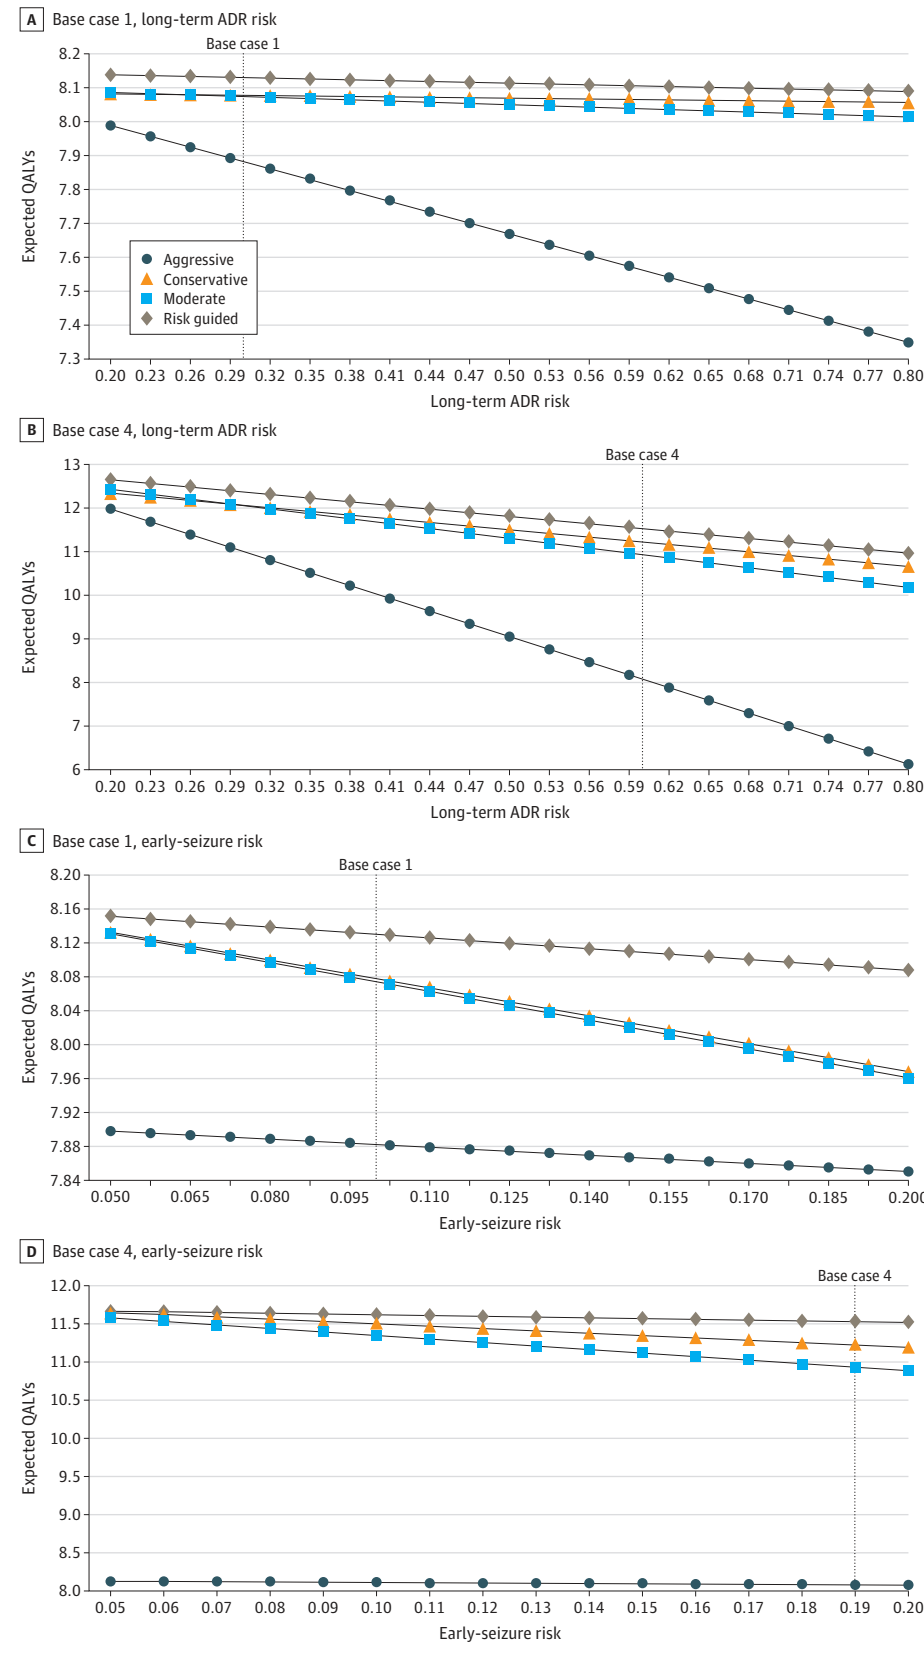 A Base case 1, long-term ADR risk
Base case 1
8.2
8.1
8.0
7.9
7.8
7.7
7.6
7.5
7.4
7.3
Expected QALYs
Aggressive
Conservative
Moderate
Risk guided
0.20 0.23 0.26 0.29 0.32 0.35 0.38 0.41 0.44 0.47 0.50 0.53 0.56 0.59 0.62 0.65 0.68 0.71 0.74 0.77 0.80
Long-term ADR risk
B Base case 4, long-term ADR risk
Base case 4
13
12
11
10
9
8
7
6
Expected QALYs
0.20 0.23 0.26 0.29 0.32 0.35 0.38 0.41 0.44 0.47 0.50 0.53 0.56 0.59 0.62 0.65 0.68 0.71 0.74 0.77 0.80
Long-term ADR risk
C Base case 1, early-seizure risk
Base case 1
8.20
8.16
8.12
8.08
8.04
8.00
7.96
7.92
7.88
7.84
Expected QALYs
0.050 0.065 0.080 0.095 0.110 0.125 0.140 0.155 0.170 0.185 0.200
Early-seizure risk
D Base case 4, early-seizure risk
Base case 4
12.0
11.5
11.0
10.5
10.0
9.5
9.0
8.5
8.0
Expected QALYs
0.05 0.06 0.07 0.08 0.09 0.10 0.11 0.12 0.13 0.14 0.15 0.16 0.17 0.18 0.19 0.20
Early-seizure risk